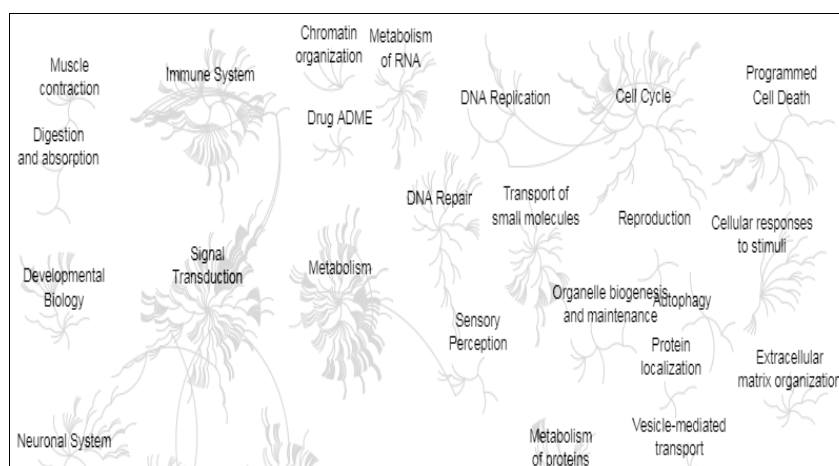 Muscle
contraction
Immune System
Chromatin
organization
Metabolism
of RNA
DNA Replication
Cell Cycle
Programmed
Cell Death
Digestion
and absorption
Drug ADME
DNA Repair
Transport of
small molecules
Reproduction
Cellular responses
to stimuli
Developmental
Biology
Signal
Transduction
Metabolism
Sensory
Perception
Organelle biogenesis
and maintenance
Autophagy
Protein
localization
Extracellular
matrix organization
Neuronal System
Metabolism
of proteins
Vesicle-mediated
transport